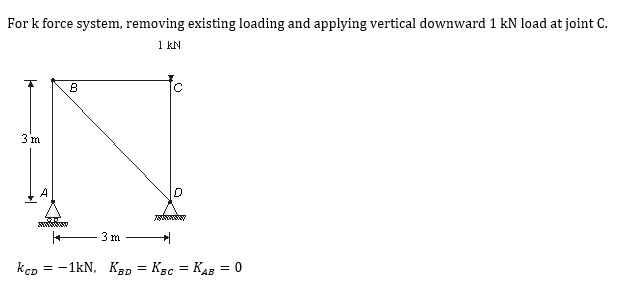 For k force system, removing existing loading and applying vertical downward 1 kN load at joint C.
1 kN
B
C
3 m
A
D
3 m
k_CD = −1kN, K_BD = K_BC = K_AB = 0